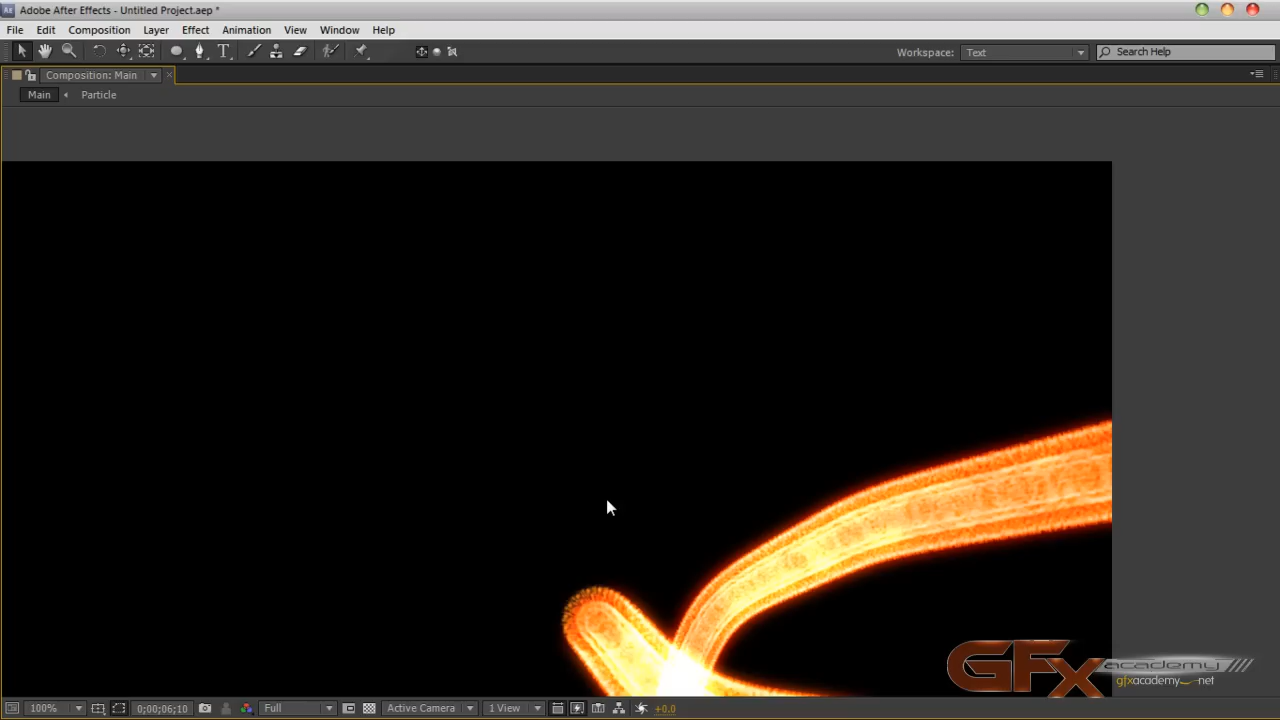 Adobe After Effects - Untitled Project.aep *
File Edit Composition Layer Effect Animation View Window Help
T Workspace: Text Search Help
Composition: Main
Main Particle
GFx academy
gfxacademy.net
100% 0;00;06;10 Full Active Camera 1 View +0.0